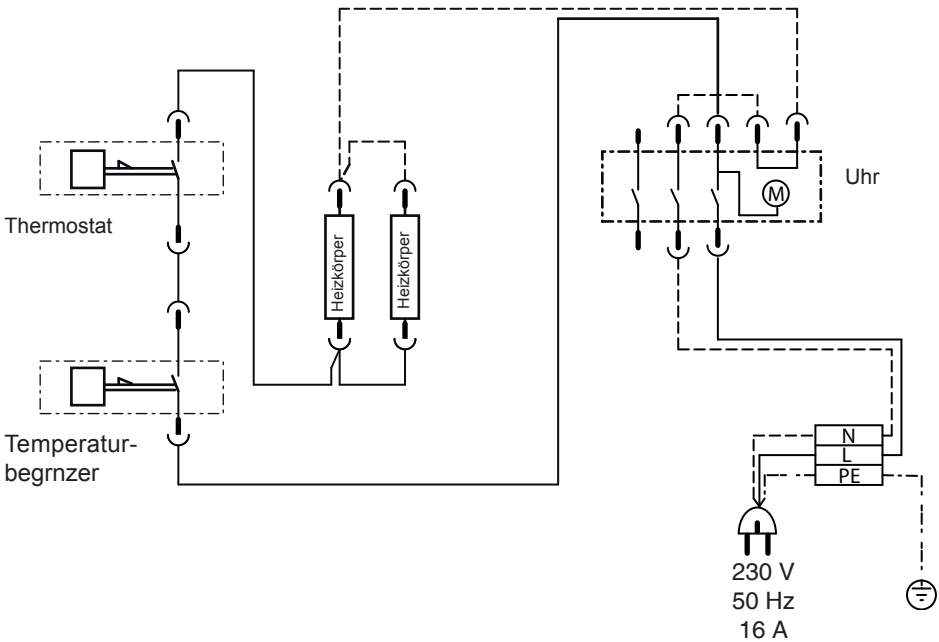 Thermostat
Heizkörper
Heizkörper
M
Uhr
Temperatur-
begrnzer
N
L
PE
230 V
50 Hz
16 A